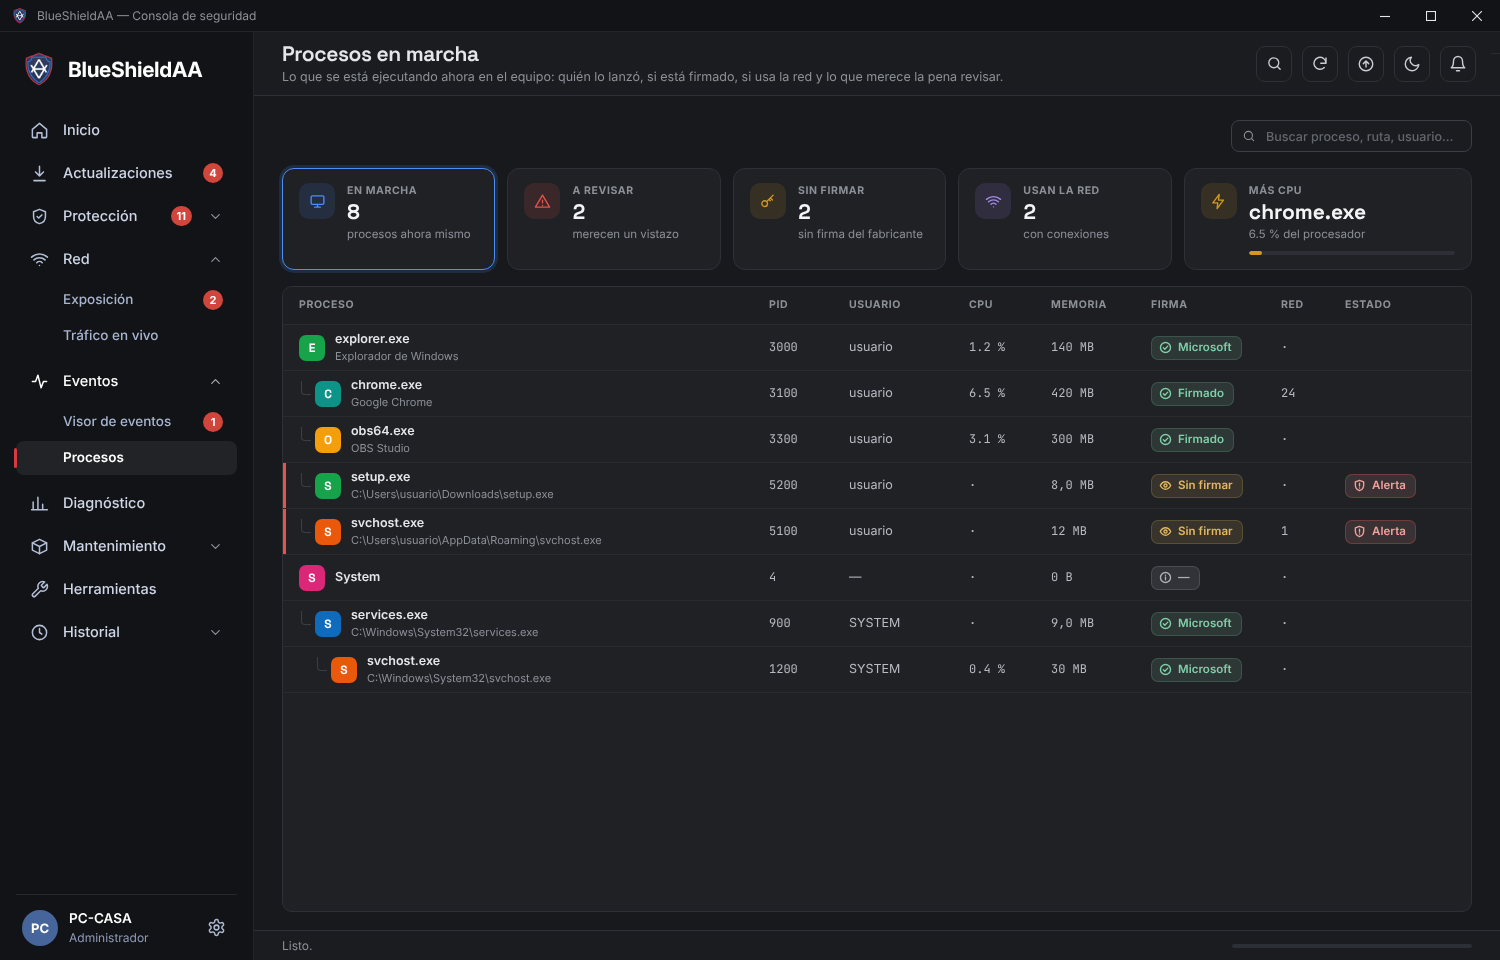 BlueShieldAA — Consola de seguridad
BlueShieldAA
Inicio
Actualizaciones 4
Protección 11
Red
Exposición 2
Tráfico en vivo
Eventos
Visor de eventos 1
Procesos
Diagnóstico
Mantenimiento
Herramientas
Historial
PC PC-CASA
Administrador
Procesos en marcha
Lo que se está ejecutando ahora en el equipo: quién lo lanzó, si está firmado, si usa la red y lo que merece la pena revisar.
Buscar proceso, ruta, usuario...
EN MARCHA
8
procesos ahora mismo
A REVISAR
2
merecen un vistazo
SIN FIRMAR
2
sin firma del fabricante
USAN LA RED
2
con conexiones
MÁS CPU
chrome.exe
6.5 % del procesador
PROCESO PID USUARIO CPU MEMORIA FIRMA RED ESTADO
E explorer.exe 3000 usuario 1.2 % 140 MB Microsoft ·
Explorador de Windows
C chrome.exe 3100 usuario 6.5 % 420 MB Firmado 24
Google Chrome
O obs64.exe 3300 usuario 3.1 % 300 MB Firmado ·
OBS Studio
S setup.exe 5200 usuario · 8,0 MB Sin firmar · Alerta
C:\Users\usuario\Downloads\setup.exe
S svchost.exe 5100 usuario · 12 MB Sin firmar 1 Alerta
C:\Users\usuario\AppData\Roaming\svchost.exe
S System 4 — · 0 B — ·
S services.exe 900 SYSTEM · 9,0 MB Microsoft ·
C:\Windows\System32\services.exe
S svchost.exe 1200 SYSTEM 0.4 % 30 MB Microsoft ·
C:\Windows\System32\svchost.exe
Listo.